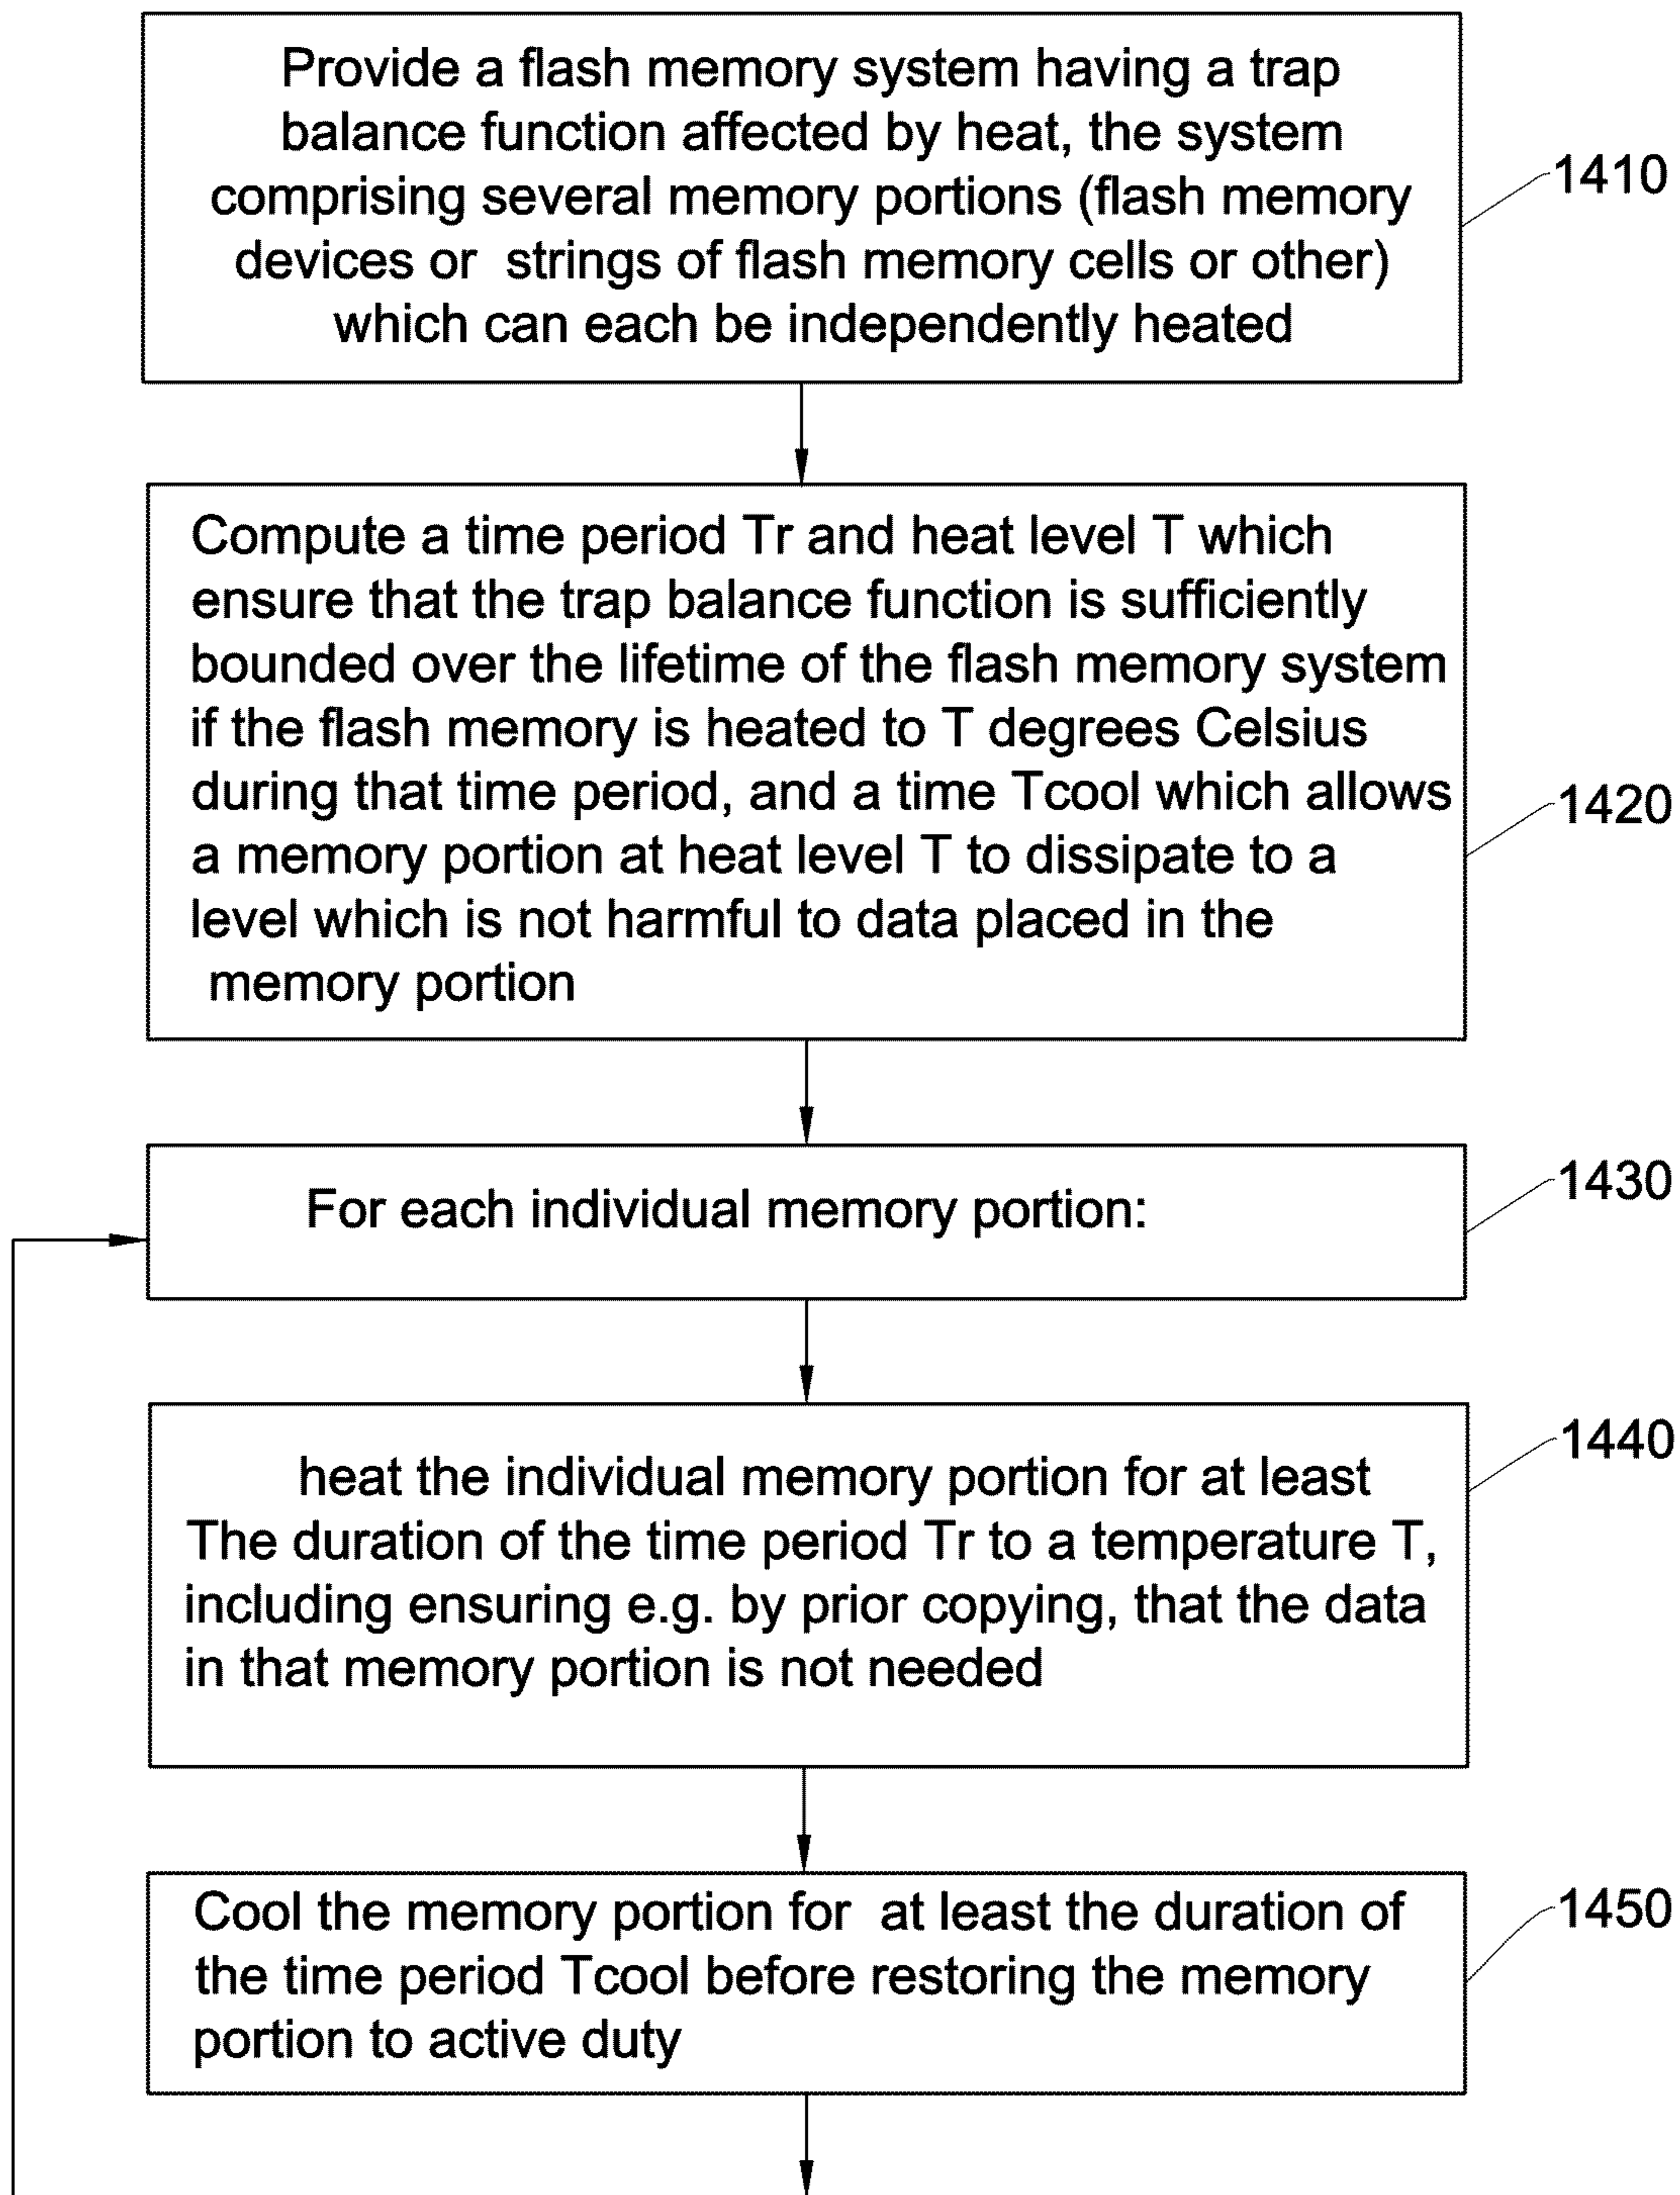 Provide a flash memory system having a trap
balance function affected by heat, the system
comprising several memory portions (flash memory
devices or strings of flash memory cells or other)
which can each be independently heated
1410
Compute a time period Tr and heat level T which
ensure that the trap balance function is sufficiently
bounded over the lifetime of the flash memory system
if the flash memory is heated to T degrees Celsius
during that time period, and a time Tcool which allows
a memory portion at heat level T to dissipate to a
level which is not harmful to data placed in the
memory portion
1420
For each individual memory portion:
1430
heat the individual memory portion for at least
The duration of the time period Tr to a temperature T,
including ensuring e.g. by prior copying, that the data
in that memory portion is not needed
1440
Cool the memory portion for at least the duration of
the time period Tcool before restoring the memory
portion to active duty
1450